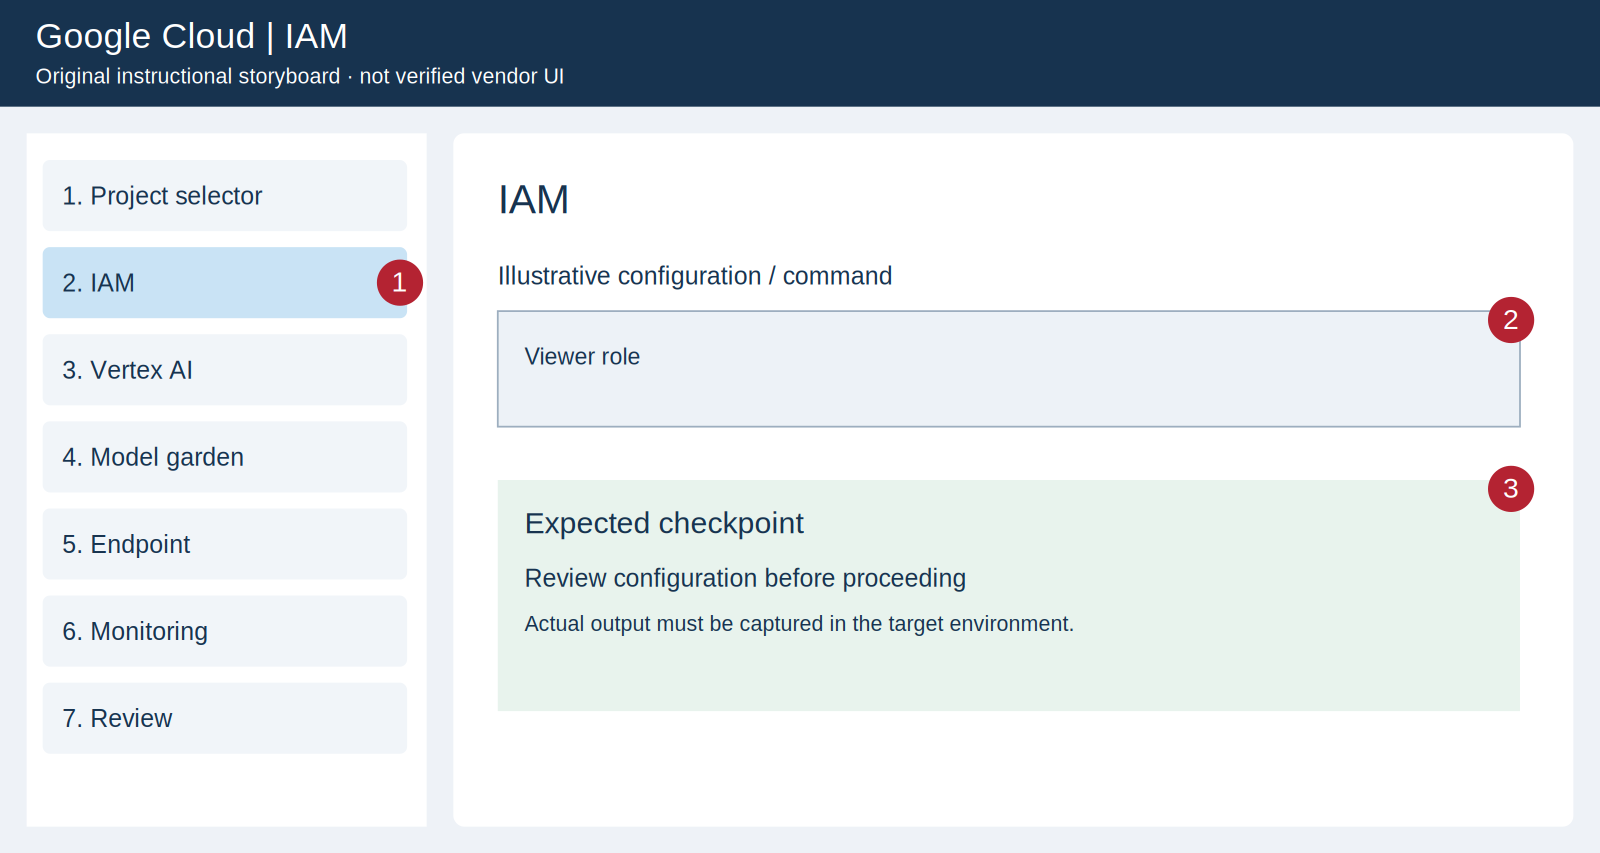 Google Cloud | IAM
Original instructional storyboard · not verified vendor UI
1. Project selector
2. IAM
1
3. Vertex AI
4. Model garden
5. Endpoint
6. Monitoring
7. Review
IAM
Illustrative configuration / command
2
Viewer role
3
Expected checkpoint
Review configuration before proceeding
Actual output must be captured in the target environment.